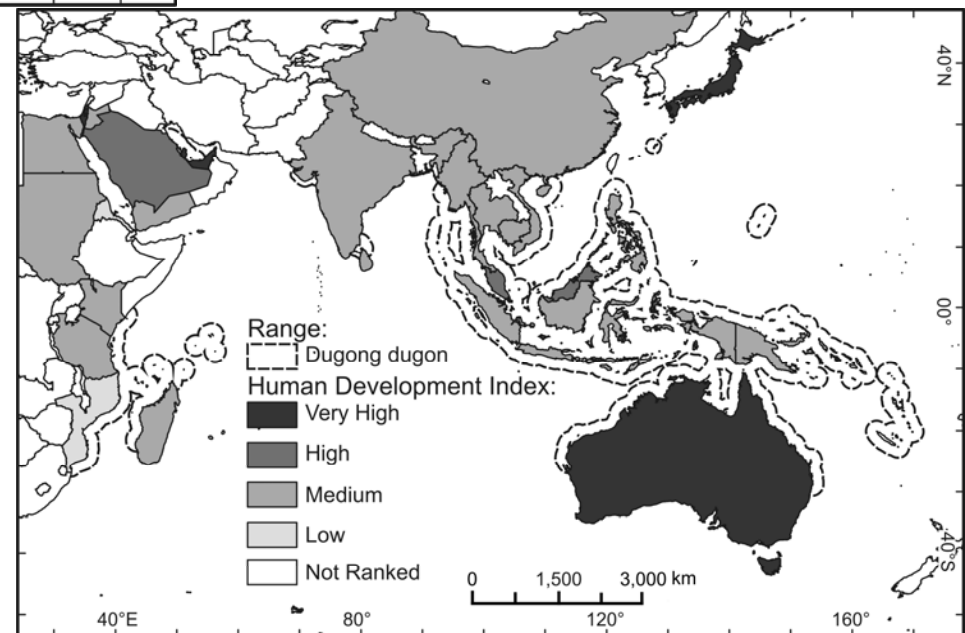 40°N
00°
40°S
Range:
Dugong dugon
Human Development Index:
Very High
High
Medium
Low
Not Ranked
0 1,500 3,000 km
40°E 80° 120° 160°